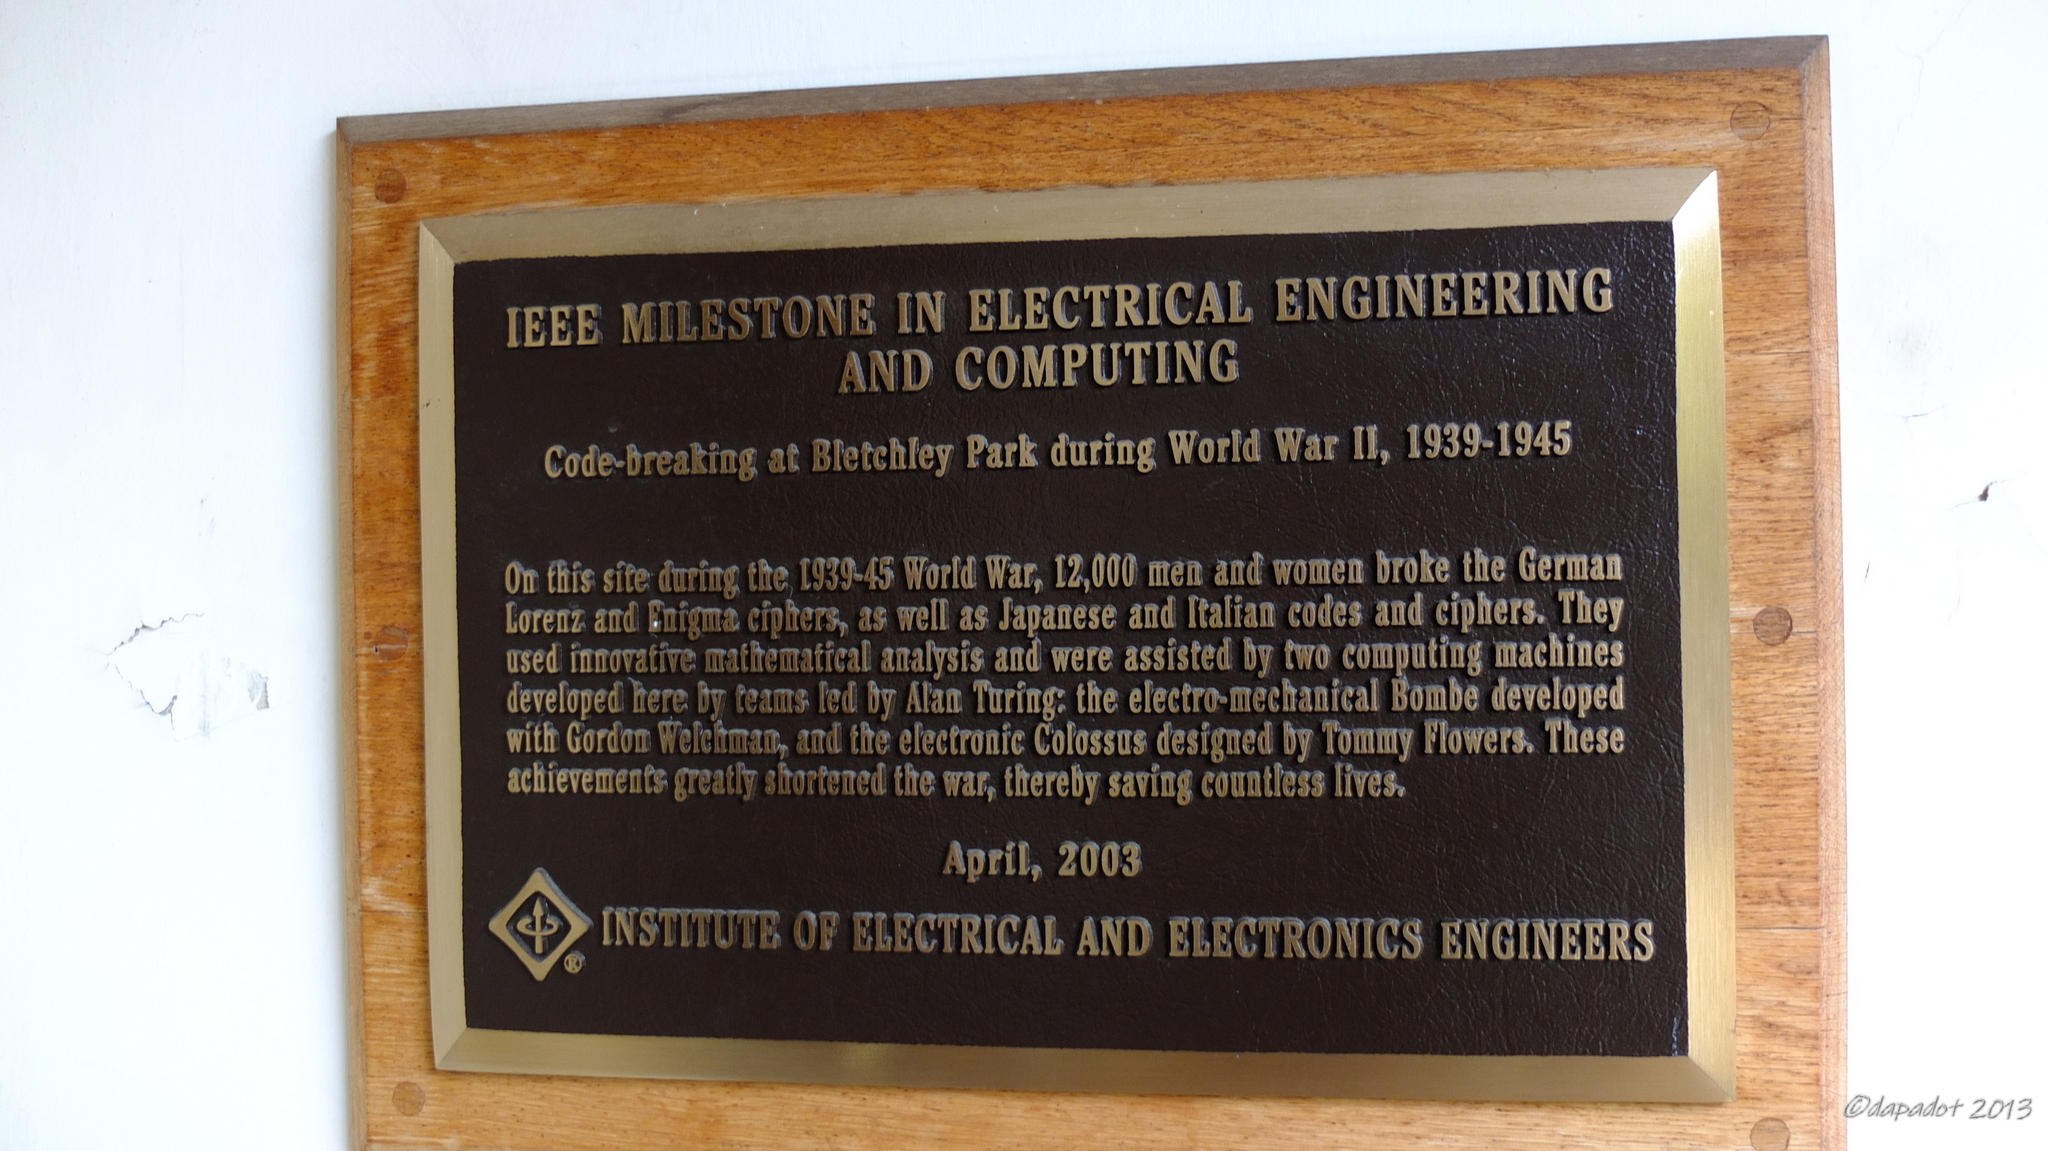 IEEE MILESTONE IN ELECTRICAL ENGINEERING
AND COMPUTING
Code-breaking at Bletchley Park during World War II, 1939-1945
On this site during the 1939-45 World War, 12,000 men and women broke the German
Lorenz and Enigma ciphers, as well as Japanese and Italian codes and ciphers. They
used innovative mathematical analysis and were assisted by two computing machines
developed here by teams led by Alan Turing: the electro-mechanical Bombe developed
with Gordon Welchman, and the electronic Colossus designed by Tommy Flowers. These
achievements greatly shortened the war, thereby saving countless lives.
April, 2003
®
INSTITUTE OF ELECTRICAL AND ELECTRONICS ENGINEERS
©dapadot 2013